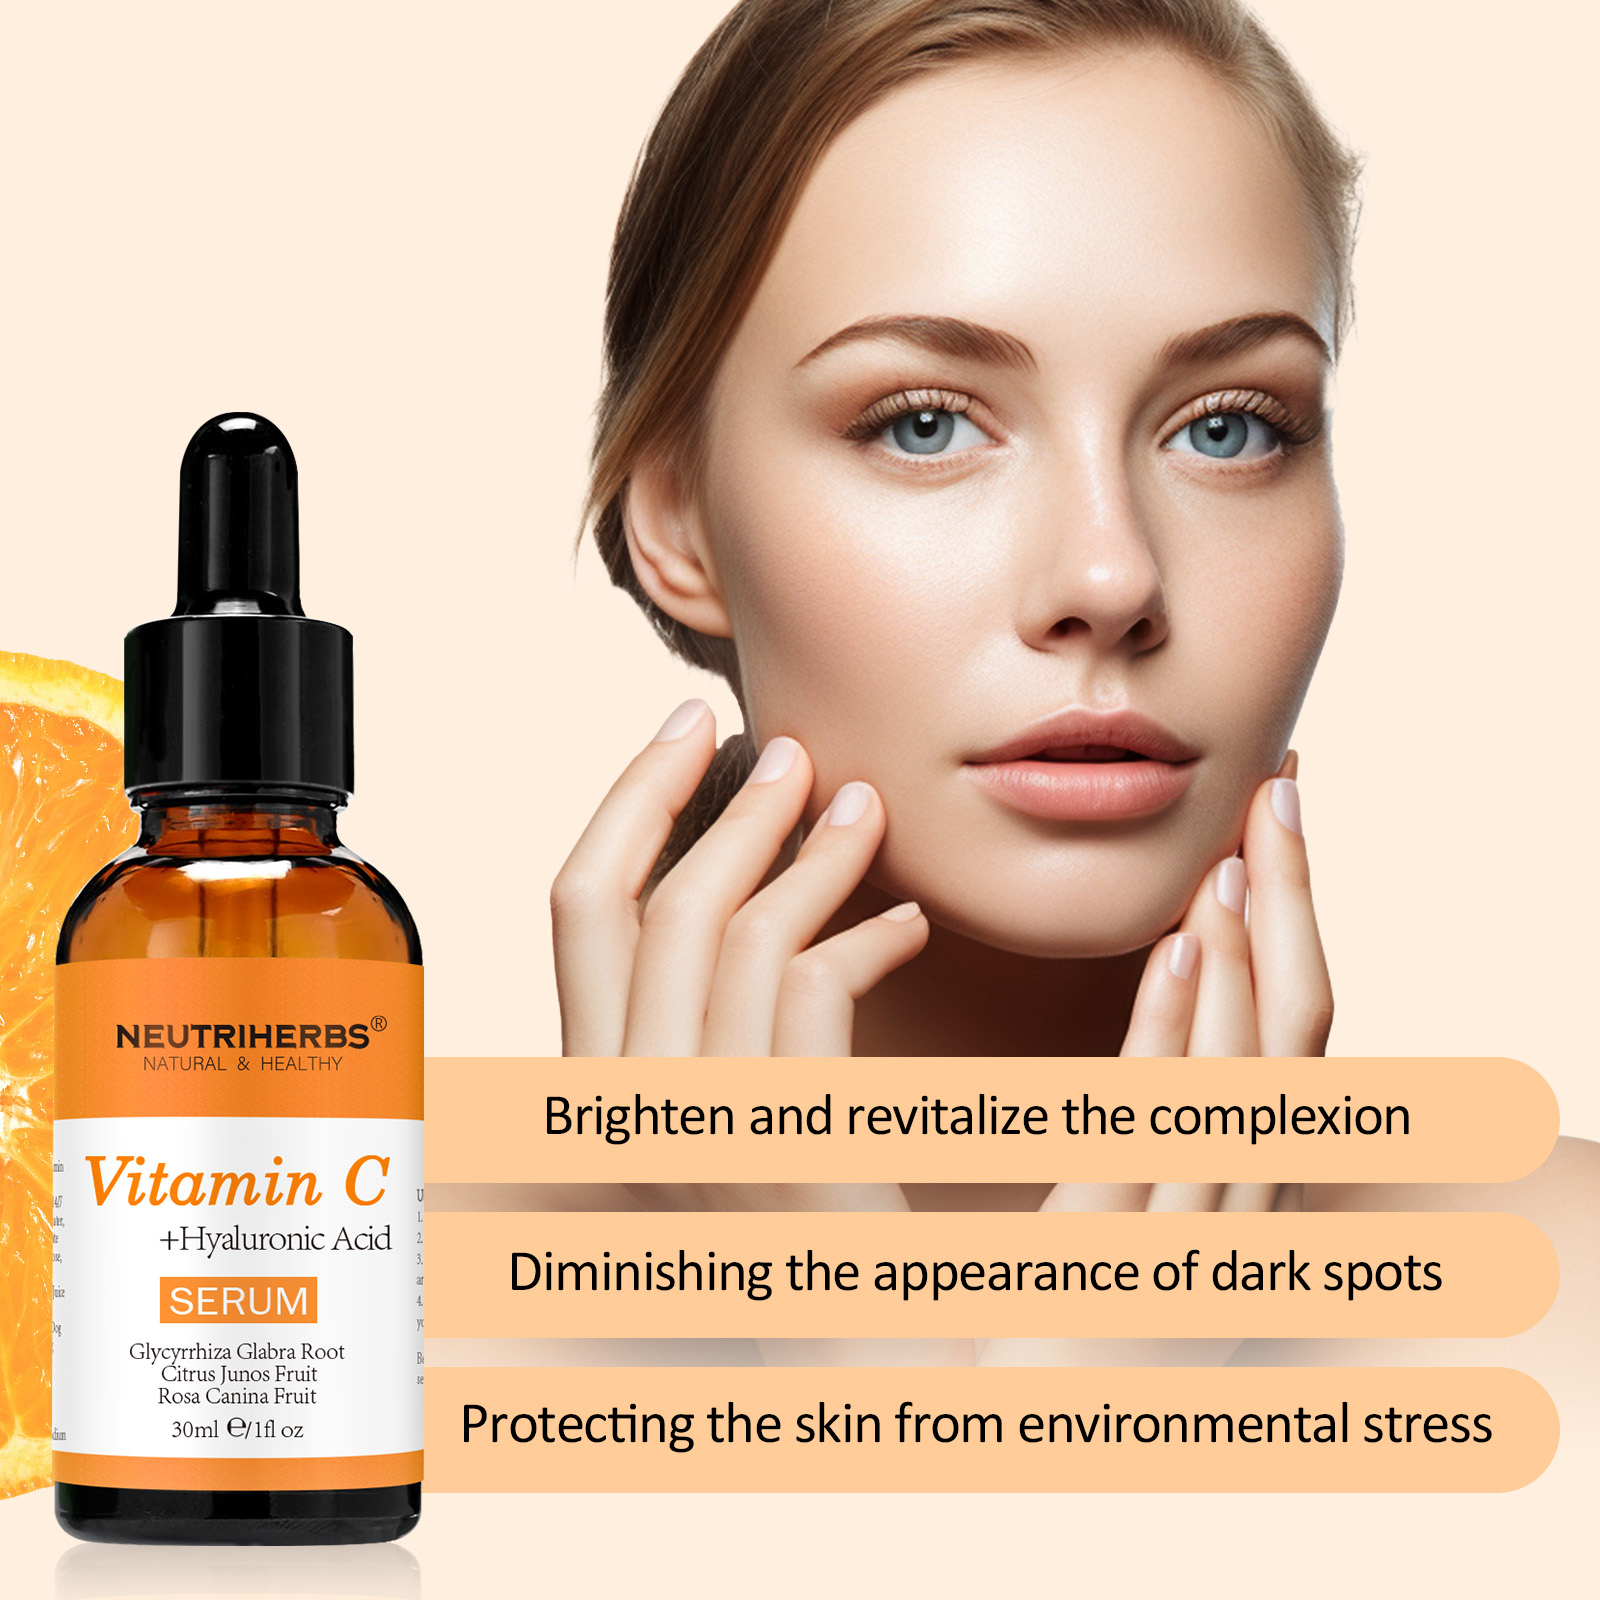 NEUTRIHERBS®
NATURAL & HEALTHY
Vitamin C
+Hyaluronic Acid
SERUM
Glycyrrhiza Glabra Root
Citrus Junos Fruit
Rosa Canina Fruit
30ml ℮/1fl oz
Brighten and revitalize the complexion
Diminishing the appearance of dark spots
Protecting the skin from environmental stress